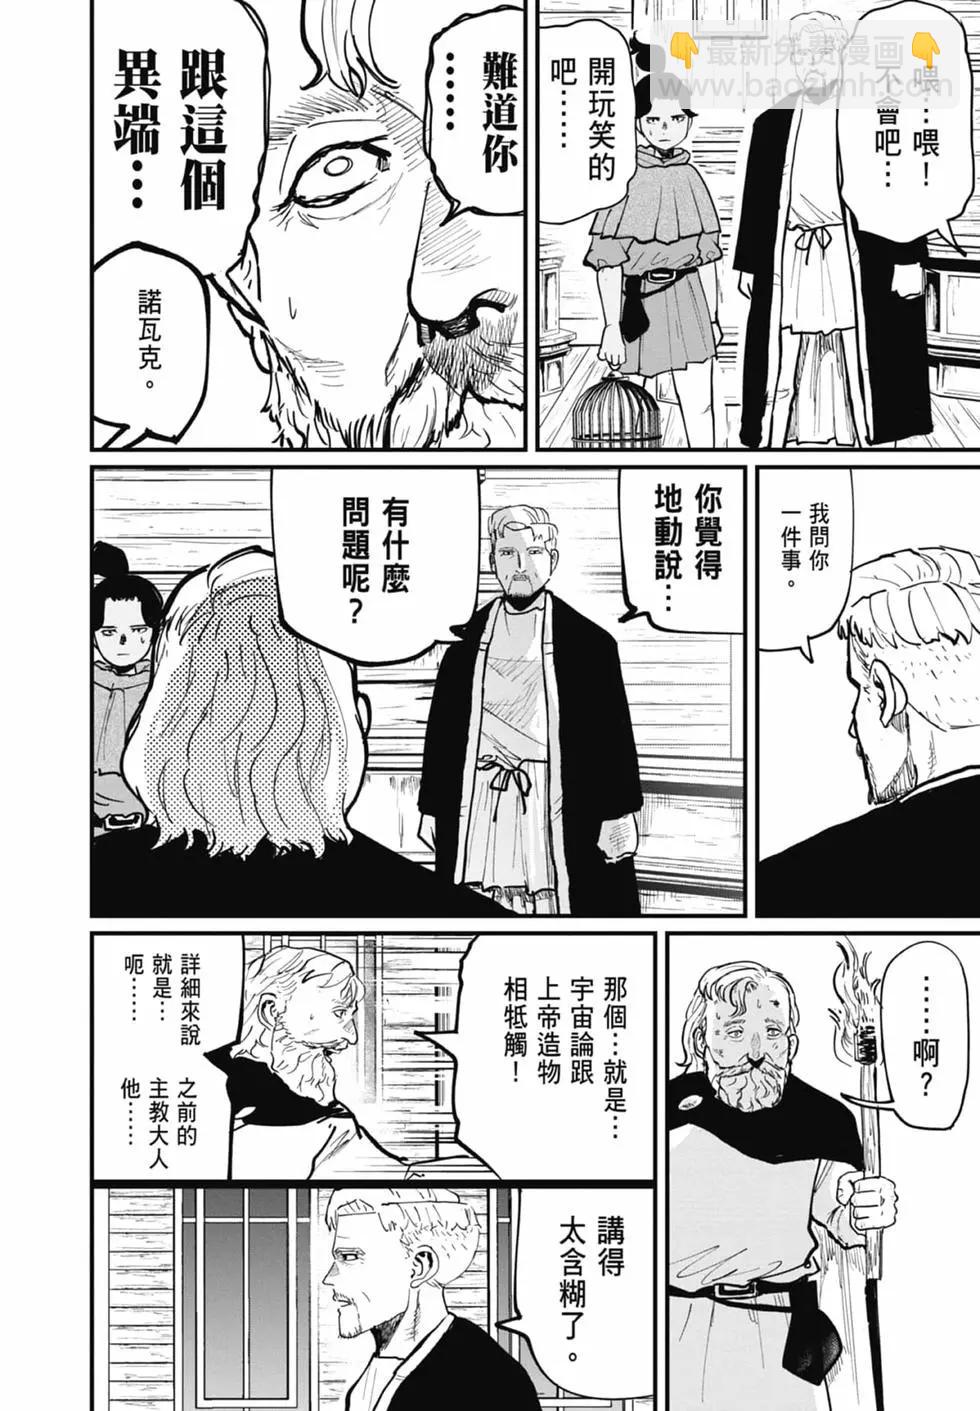 喂…喂！
不會吧…
開玩笑的
吧……
難道你
……
跟這個
異端…
諾瓦克。
我問你
一件事。
你覺得
地動說…
有什麼
問題呢？
……啊？
那個…就是…
宇宙論跟
上帝造物
相牴觸！
詳細來說
就是…
呃……
之前的
主教大人
他……
講得
太含糊了。
👇最新免費漫画👇
www.baozimh.com